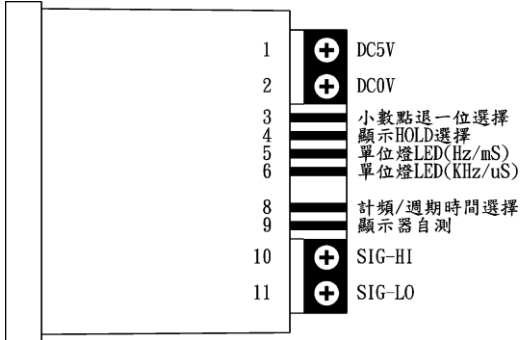 1 DC5V
2 DC0V
3 小數點退一位選擇
4 顯示HOLD選擇
5 單位燈LED(Hz/mS)
6 單位燈LED(KHz/uS)
8 計頻/週期時間選擇
9 顯示器自測
10 SIG-HI
11 SIG-LO